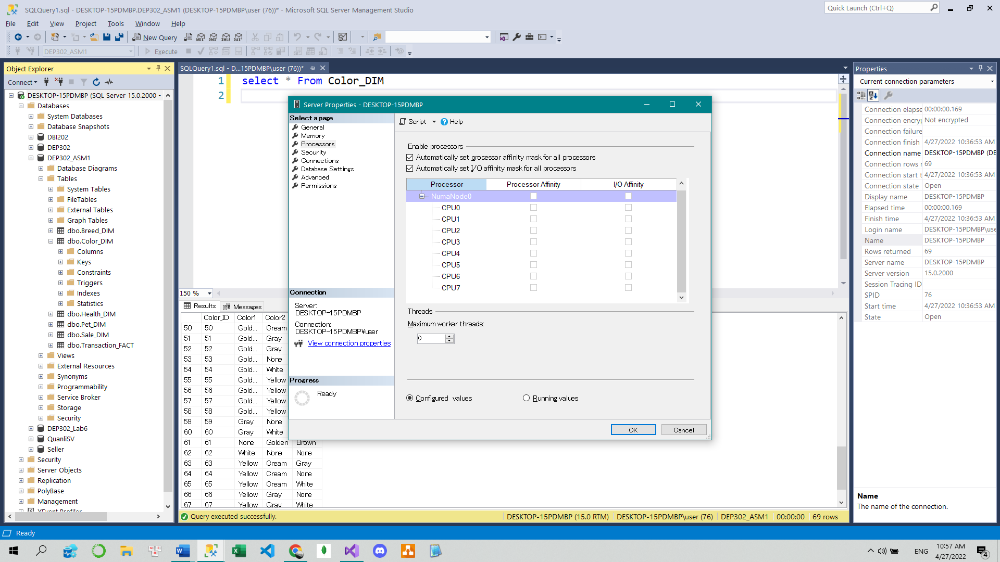 SQLQuery1.sql - DESKTOP-15PDMBP.DEP302_ASM1 (DESKTOP-15PDMBP\user (76))* - Microsoft SQL Server Management Studio
Quick Launch (Ctrl+Q)
File Edit View Project Tools Window Help
New Query
MDX DMX XMLA DAX
DEP302_ASM1
Execute
Object Explorer
Connect
DESKTOP-15PDMBP (SQL Server 15.0.2000 -
Databases
System Databases
Database Snapshots
DBI202
DEP302
DEP302_ASM1
Database Diagrams
Tables
System Tables
FileTables
External Tables
Graph Tables
dbo.Breed_DIM
dbo.Color_DIM
Columns
Keys
Constraints
Triggers
Indexes
Statistics
dbo.Health_DIM
dbo.Pet_DIM
dbo.Sale_DIM
dbo.Transaction_FACT
Views
External Resources
Synonyms
Programmability
Service Broker
Storage
Security
DEP302_Lab6
QuanliSV
Seller
Security
Server Objects
Replication
PolyBase
Management
XEvent Profiler
SQLQuery1.sql - D...15PDMBP\user (76))*
1 select * From Color_DIM
2
150 %
Results Messages
Color_ID Color1 Color2
50 50 Gold... Cream
51 51 Gold... Gray
52 52 Gold... Gray
53 53 Gold... None
54 54 Gold... White
55 55 Gold... Yellow
56 56 Gold... Yellow
57 57 Gold... Yellow
58 58 Gold... Yellow
59 59 Gray None
60 60 Gray White
61 61 None Golden Brown
62 62 White None None
63 63 Yellow Cream Gray
64 64 Yellow Cream None
65 65 Yellow Cream White
66 66 Yellow Gray None
67 67 Yellow Gray White
Query executed successfully.
DESKTOP-15PDMBP (15.0 RTM) DESKTOP-15PDMBP\user (76) DEP302_ASM1 00:00:00 69 rows
Server Properties - DESKTOP-15PDMBP
Select a page
General
Memory
Processors
Security
Connections
Database Settings
Advanced
Permissions
Connection
Server:
DESKTOP-15PDMBP
Connection:
DESKTOP-15PDMBP¥user
View connection properties
Progress
Ready
Script Help
Enable processors
Automatically set processor affinity mask for all processors
Automatically set I/O affinity mask for all processors
Processor Processor Affinity I/O Affinity
NumaNode0
CPU0
CPU1
CPU2
CPU3
CPU4
CPU5
CPU6
CPU7
Threads
Maximum worker threads:
0
Configured values Running values
OK Cancel
Properties
Current connection parameters
Connection elapse 00:00:00.169
Connection encryp Not encrypted
Connection failure
Connection finish 4/27/2022 10:36:53 AM
Connection name DESKTOP-15PDMBP (DE
Connection rows r 69
Connection start t 4/27/2022 10:36:53 AM
Connection state Open
Display name DESKTOP-15PDMBP
Elapsed time 00:00:00.169
Finish time 4/27/2022 10:36:53 AM
Login name DESKTOP-15PDMBP\use
Name DESKTOP-15PDMBP
Rows returned 69
Server name DESKTOP-15PDMBP
Server version 15.0.2000
Session Tracing ID
SPID 76
Start time 4/27/2022 10:36:53 AM
State Open
Name
The name of the connection.
Ready
ENG
10:57 AM
4/27/2022
4